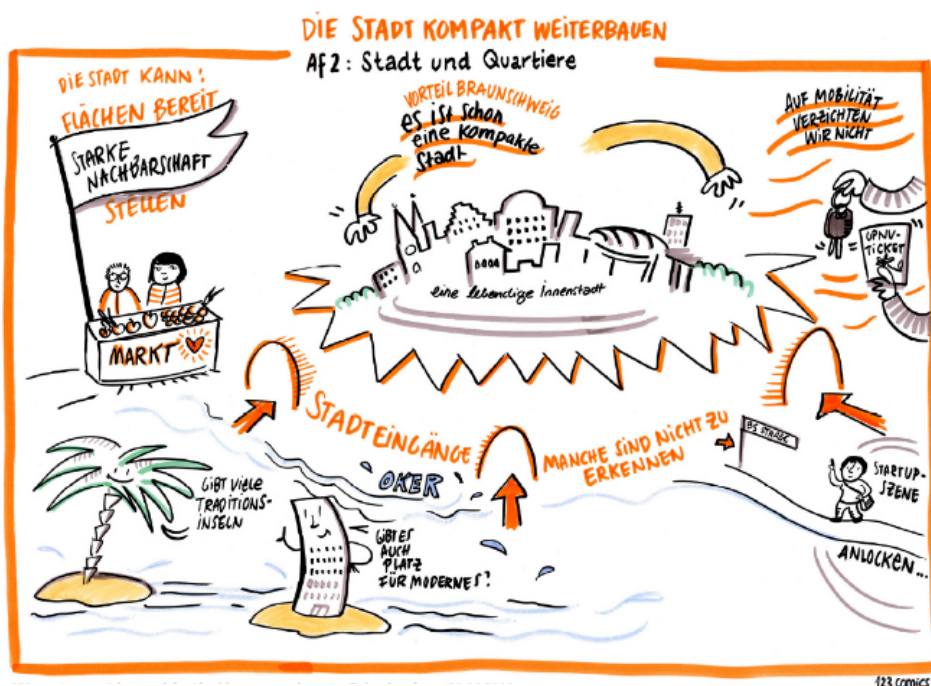 DIE STADT KOMPAKT WEITERBAUEN
AF2: Stadt und Quartiere
DIE STADT KANN:
FLÄCHEN BEREIT
STARKE
NACHBARSCHAFT
STELLEN
MARKT
VORTEIL BRAUNSCHWEIG
es ist schon
eine kompakte
Stadt
eine lebendige Innenstadt
AUF MOBILITÄT
VERZICHTEN
WIR NICHT
TICKET
STADTEINGÄNGE
MANCHE SIND NICHT ZU
ERKENNEN
BS STRASSE
STARTUP-
SZENE
ANLOCKEN...
OKER
GIBT VIELE
TRADITIONS-
INSELN
GIBT ES
AUCH
PLATZ
FÜR MODERNES?
123 comics